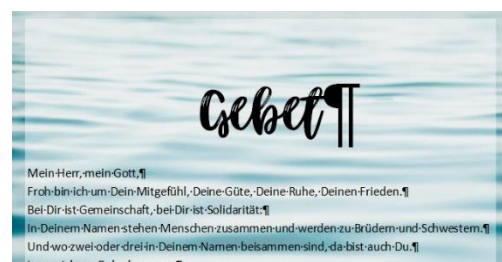 Gebet¶
Mein·Herr,·mein·Gott,¶
Froh·bin·ich·um·Dein·Mitgefühl,·Deine·Güte,·Deine·Ruhe,·Deinen·Frieden.¶
Bei·Dir·ist·Gemeinschaft,·bei·Dir·ist·Solidarität:¶
In·Deinem·Namen·stehen·Menschen·zusammen·und·werden·zu·Brüdern·und·Schwestern.¶
Und·wo·zwei·oder·drei·in·Deinem·Namen·beisammen·sind,·da·bist·auch·Du.¶